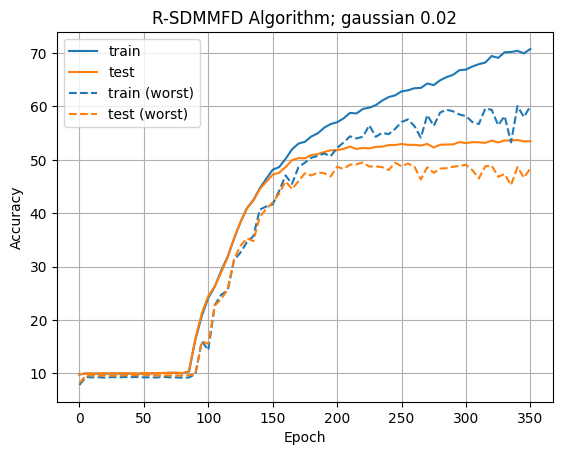 R-SDMMFD Algorithm; gaussian 0.02
train
test
train (worst)
test (worst)
70
60
50
40
30
20
10
Accuracy
0 50 100 150 200 250 300 350
Epoch